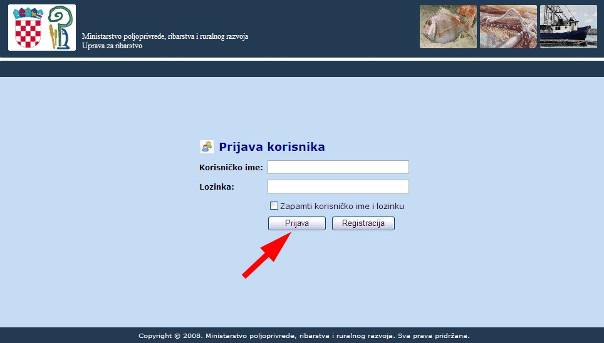 Ministarstvo poljoprivrede, ribarstva i ruralnog razvoja
Uprava za ribarstvo
Prijava korisnika
Korisničko ime:
Lozinka:
Zapamti korisničko ime i lozinku
Prijava Registracija
Copyright © 2008. Ministarstvo poljoprivrede, ribarstva i ruralnog razvoja. Sva prava pridržana.